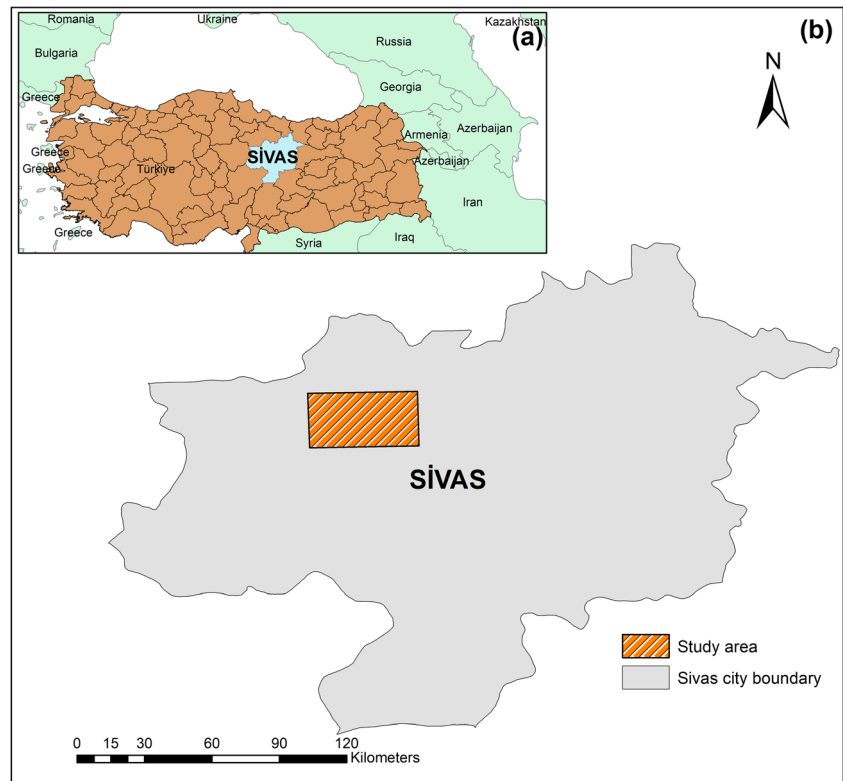 Romania
Ukraine
Kazakhstan
(a)
(b)
Bulgaria
Russia
Georgia
Greece
Armenia
Azerbaijan
Azerbaijan
SİVAS
Greece
Greece
Türkiye
Iran
Greece
Syria
Iraq
N
SİVAS
Study area
Sivas city boundary
0 15 30 60 90 120
Kilometers